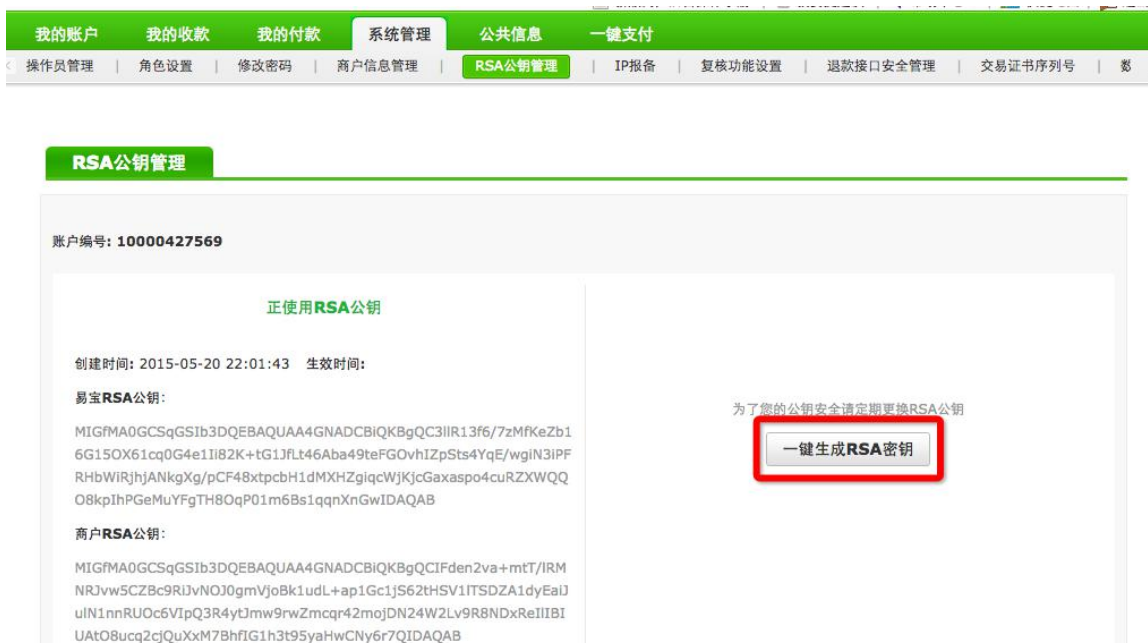 我的账户 我的收款 我的付款 系统管理 公共信息 一键支付
操作员管理 | 角色设置 | 修改密码 | 商户信息管理 | RSA公钥管理 | IP报备 | 复核功能设置 | 退款接口安全管理 | 交易证书序列号 |
RSA公钥管理
账户编号: 10000427569
正使用RSA公钥
创建时间: 2015-05-20 22:01:43 生效时间:
易宝RSA公钥:
MIGfMA0GCSqGSIb3DQEBAQUAA4GNADCBiQKBgQC3llR13f6/7zMfKeZb1
6G15OX61cq0G4e1Ii82K+tG1JfLt46Aba49teFGOvhIZpSts4YqE/wgiN3iPF
RHbWiRjhjANkgXg/pCF48xtpcbH1dMXHZgiqcWjKjcGaxaspo4cuRZXWQQ
O8kpIhPGeMuYFgTH8OqP01m6Bs1qqnXnGwIDAQAB
商户RSA公钥:
MIGfMA0GCSqGSIb3DQEBAQUAA4GNADCBiQKBgQCIFden2va+mtT/lRM
NRJvw5CZBc9RiJvNOJ0gmVjoBk1udL+ap1Gc1jS62tHSV1lTSDZA1dyEaiJ
ulN1nnRUOc6VIpQ3R4ytJmw9rwZmcqr42mojDN24W2Lv9R8NDxReIlIBI
UAtO8ucq2cjQuXxM7BhfIG1h3t95yaHwCNy6r7QIDAQAB
为了您的公钥安全请定期更换RSA公钥
一键生成RSA密钥